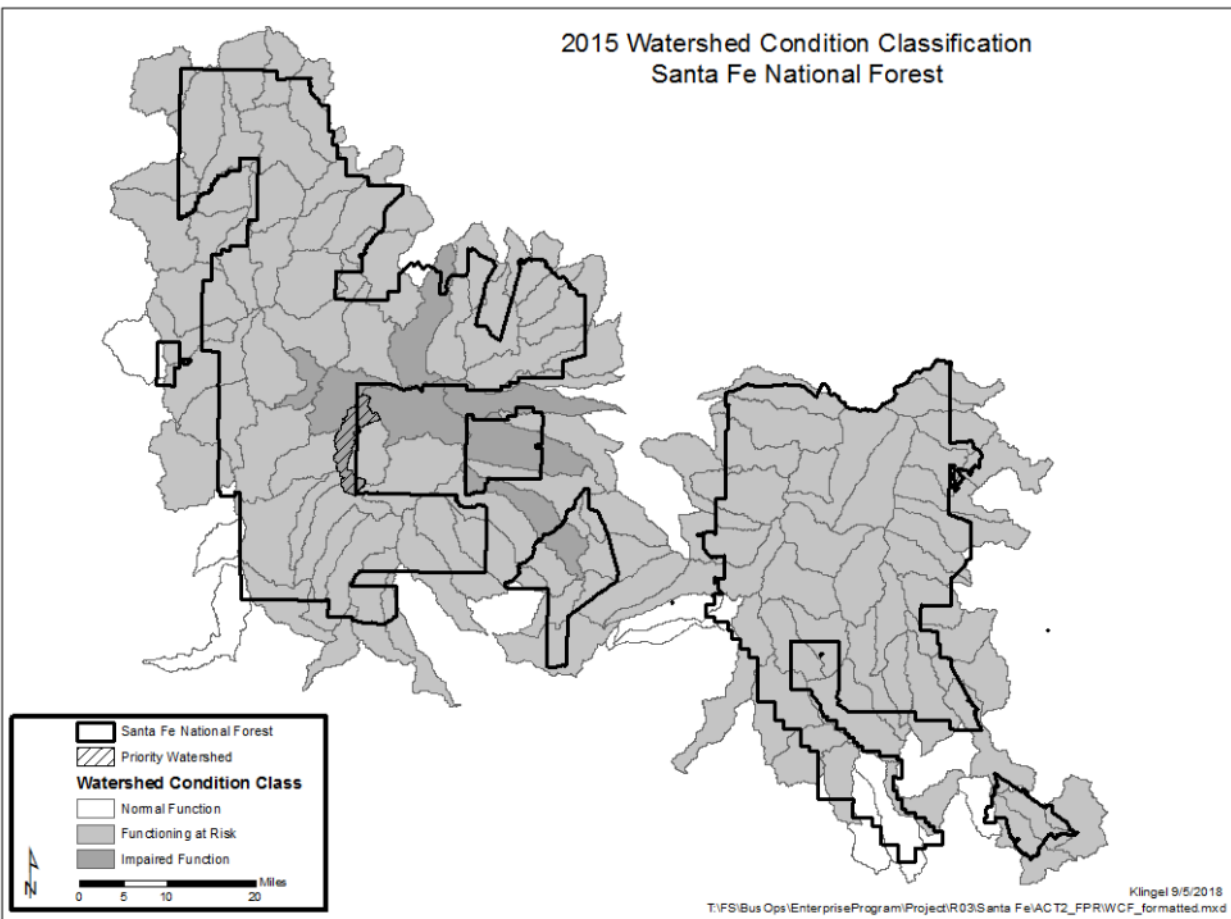 2015 Watershed Condition Classification
Santa Fe National Forest
Santa Fe National Forest
Priority Watershed
Watershed Condition Class
Normal Function
Functioning at Risk
Impaired Function
N
Miles
0 5 10 20
Klingel 9/5/2018
T:\FS\BusOps\EnterpriseProgram\Project\R03\Santa Fe\ACT2_FPR\WCF_formatted.mxd